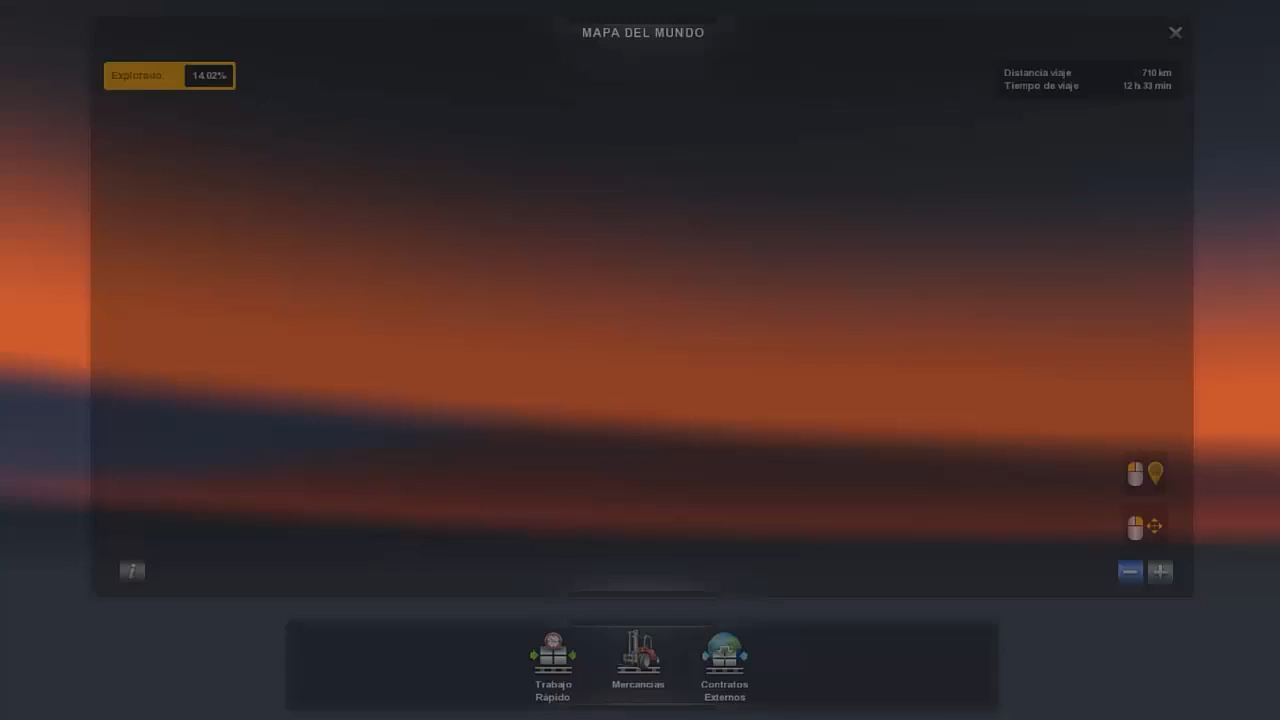 MAPA DEL MUNDO
Explorado: 14.02%
Distancia viaje 710 km
Tiempo de viaje 12 h 33 min
Trabajo Rápido
Mercancías
Contratos Externos